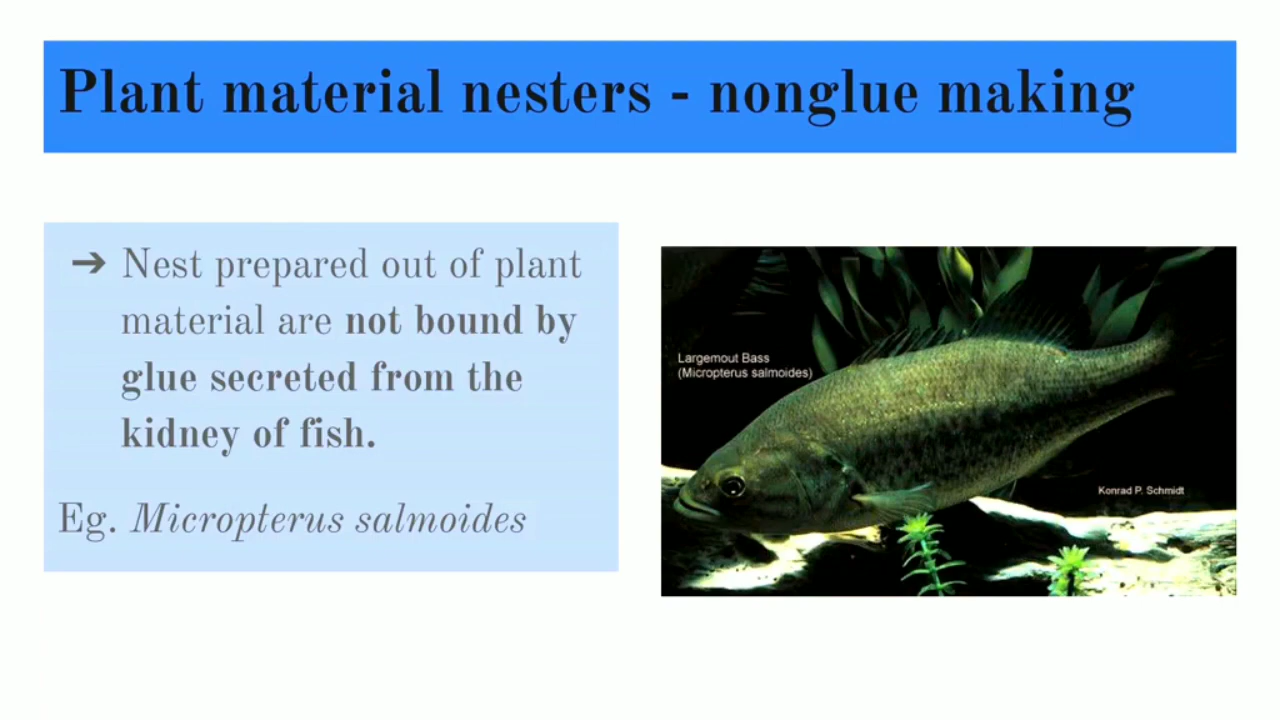 Plant material nesters - nonglue making
➔ Nest prepared out of plant
material are not bound by
glue secreted from the
kidney of fish.
Eg. Micropterus salmoides
Largemout Bass
(Micropterus salmoides)
Konrad P. Schmidt